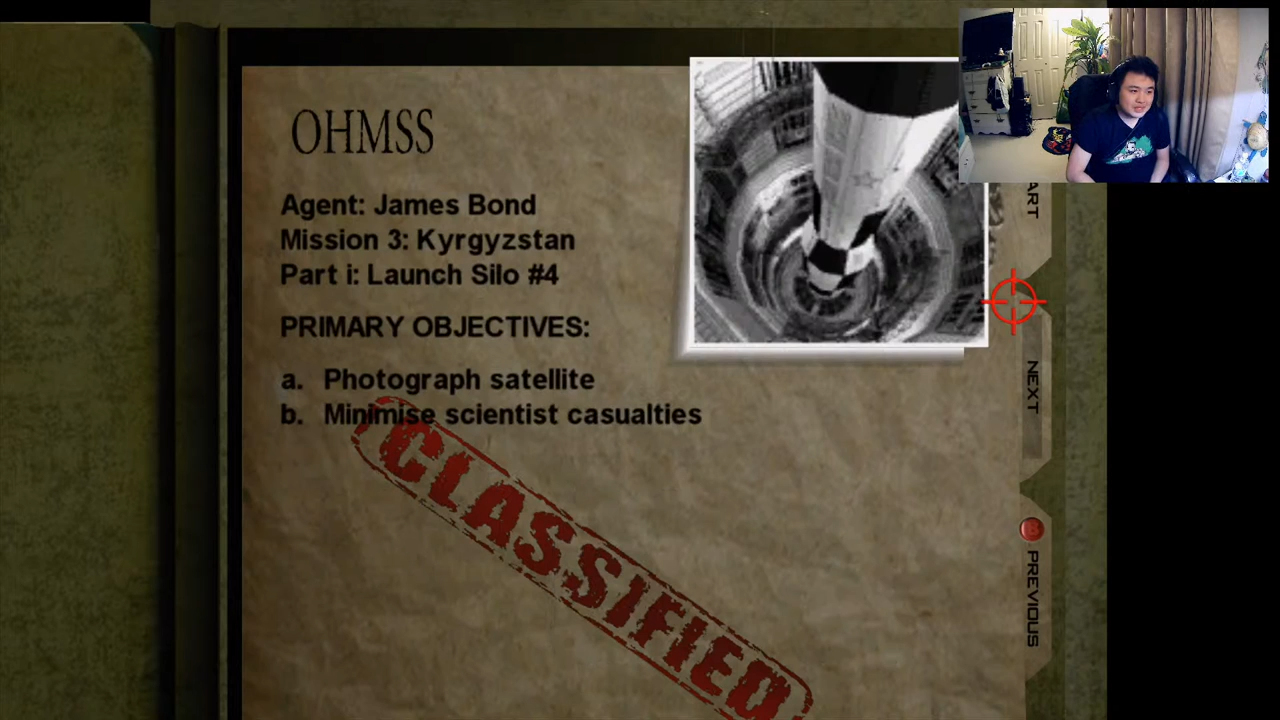 OHMSS
Agent: James Bond
Mission 3: Kyrgyzstan
Part i: Launch Silo #4
PRIMARY OBJECTIVES:
a. Photograph satellite
b. Minimise scientist casualties
CLASSIFIED
ART
NEXT
PREVIOUS